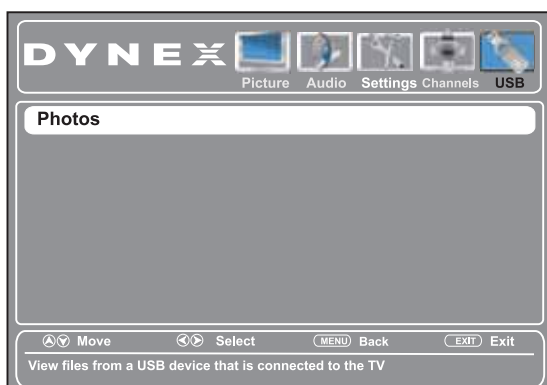 DYNEX
Picture Audio Settings Channels USB
Photos
Move Select MENU Back EXIT Exit
View files from a USB device that is connected to the TV